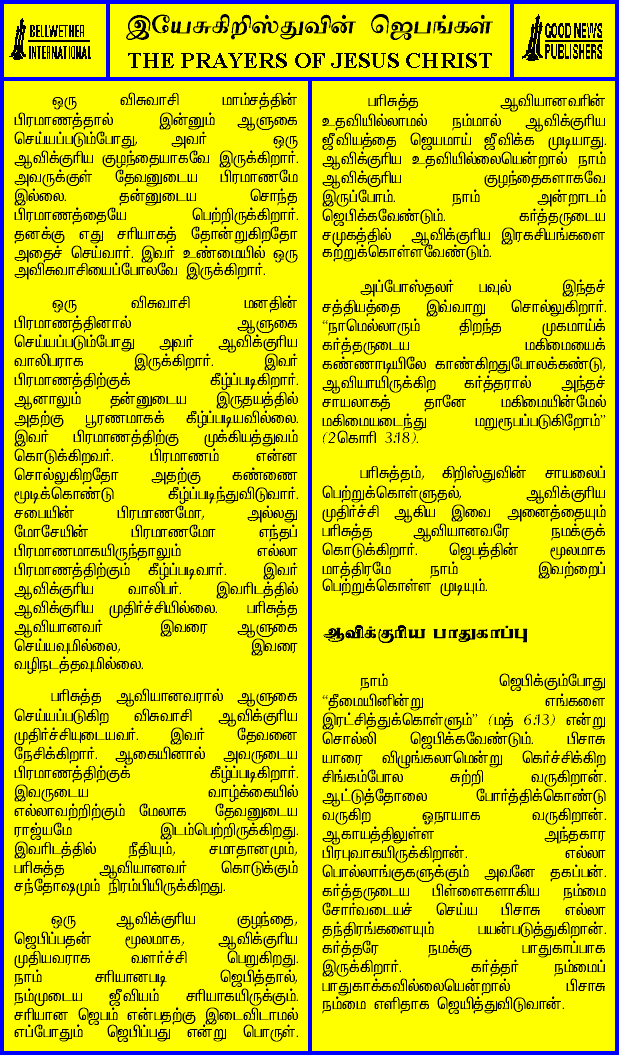 BELLWETHER
INTERNATIONAL
இயேசுகிறிஸ்துவின் ஜெபங்கள்
THE PRAYERS OF JESUS CHRIST
GOOD NEWS
PUBLISHERS
ஒரு விசுவாசி மாம்சத்தின்
பிரமாணத்தால் இன்னும் ஆளுகை
செய்யப்படும்போது, அவர் ஒரு
ஆவிக்குரிய குழந்தையாகவே இருக்கிறார்.
அவருக்குள் தேவனுடைய பிரமாணமே
இல்லை. தன்னுடைய சொந்த
பிரமாணத்தையே பெற்றிருக்கிறார்.
தனக்கு எது சரியாகத் தோன்றுகிறதோ
அதைச் செய்வார். இவர் உண்மையில் ஒரு
அவிசுவாசியைப்போலவே இருக்கிறார்.
ஒரு விசுவாசி மனதின்
பிரமாணத்தினால் ஆளுகை
செய்யப்படும்போது அவர் ஆவிக்குரிய
வாலிபராக இருக்கிறார். இவர்
பிரமாணத்திற்குக் கீழ்ப்படிகிறார்.
ஆனாலும் தன்னுடைய இருதயத்தில்
அதற்கு பூரணமாகக் கீழ்ப்படியவில்லை.
இவர் பிரமாணத்திற்கு முக்கியத்துவம்
கொடுக்கிறவர். பிரமாணம் என்ன
சொல்லுகிறதோ அதற்கு கண்ணை
மூடிக்கொண்டு கீழ்ப்படிந்துவிடுவார்.
சபையின் பிரமாணமோ, அல்லது
மோசேயின் பிரமாணமோ எந்தப்
பிரமாணமாகயிருந்தாலும் எல்லா
பிரமாணத்திற்கும் கீழ்ப்படிவார். இவர்
ஆவிக்குரிய வாலிபர். இவரிடத்தில்
ஆவிக்குரிய முதிர்ச்சியில்லை. பரிசுத்த
ஆவியானவர் இவரை ஆளுகை
செய்யவுமில்லை, இவரை
வழிநடத்தவுமில்லை.
பரிசுத்த ஆவியானவரால் ஆளுகை
செய்யப்படுகிற விசுவாசி ஆவிக்குரிய
முதிர்ச்சியுடையவர். இவர் தேவனை
நேசிக்கிறார். ஆகையினால் அவருடைய
பிரமாணத்திற்குக் கீழ்ப்படிகிறார்.
இவருடைய வாழ்க்கையில்
எல்லாவற்றிற்கும் மேலாக தேவனுடைய
ராஜ்யமே இடம்பெற்றிருக்கிறது.
இவரிடத்தில் நீதியும், சமாதானமும்,
பரிசுத்த ஆவியானவர் கொடுக்கும்
சந்தோஷமும் நிரம்பியிருக்கிறது.
ஒரு ஆவிக்குரிய குழந்தை,
ஜெபிப்பதன் மூலமாக, ஆவிக்குரிய
முதியவராக வளர்ச்சி பெறுகிறது.
நாம் சரியானபடி ஜெபித்தால்,
நம்முடைய ஜீவியம் சரியாகயிருக்கும்.
சரியான ஜெபம் என்பதற்கு இடைவிடாமல்
எப்போதும் ஜெபிப்பது என்று பொருள்.
பரிசுத்த ஆவியானவரின்
உதவியில்லாமல் நம்மால் ஆவிக்குரிய
ஜீவியத்தை ஜெயமாய் ஜீவிக்க முடியாது.
ஆவிக்குரிய உதவியில்லையென்றால் நாம்
ஆவிக்குரிய குழந்தைகளாகவே
இருப்போம். நாம் அன்றாடம்
ஜெபிக்கவேண்டும். கர்த்தருடைய
சமுகத்தில் ஆவிக்குரிய இரகசியங்களை
கற்றுக்கொள்ளவேண்டும்.
அப்போஸ்தலர் பவுல் இந்தச்
சத்தியத்தை இவ்வாறு சொல்லுகிறார்.
“நாமெல்லாரும் திறந்த முகமாய்க்
கர்த்தருடைய மகிமையைக்
கண்ணாடியிலே காண்கிறதுபோலக்கண்டு,
ஆவியாயிருக்கிற கர்த்தரால் அந்தச்
சாயலாகத் தானே மகிமையின்மேல்
மகிமையடைந்து மறுரூபப்படுகிறோம்”
(2கொரி 3:18).
பரிசுத்தம், கிறிஸ்துவின் சாயலைப்
பெற்றுக்கொள்ளுதல், ஆவிக்குரிய
முதிர்ச்சி ஆகிய இவை அனைத்தையும்
பரிசுத்த ஆவியானவரே நமக்குக்
கொடுக்கிறார். ஜெபத்தின் மூலமாக
மாத்திரமே நாம் இவற்றைப்
பெற்றுக்கொள்ள முடியும்.
ஆவிக்குரிய பாதுகாப்பு
நாம் ஜெபிக்கும்போது
“தீமையினின்று எங்களை
இரட்சித்துக்கொள்ளும்” (மத் 6:13) என்று
சொல்லி ஜெபிக்கவேண்டும். பிசாசு
யாரை விழுங்கலாமென்று கெர்ச்சிக்கிற
சிங்கம்போல சுற்றி வருகிறான்.
ஆட்டுத்தோலை போர்த்திக்கொண்டு
வருகிற ஓநாயாக வருகிறான்.
ஆகாயத்திலுள்ள அந்தகார
பிரபுவாகயிருக்கிறான். எல்லா
பொல்லாங்குகளுக்கும் அவனே தகப்பன்.
கர்த்தருடைய பிள்ளைகளாகிய நம்மை
சோர்வடையச் செய்ய பிசாசு எல்லா
தந்திரங்களையும் பயன்படுத்துகிறான்.
கர்த்தரே நமக்கு பாதுகாப்பாக
இருக்கிறார். கர்த்தர் நம்மைப்
பாதுகாக்கவில்லையென்றால் பிசாசு
நம்மை எளிதாக ஜெயித்துவிடுவான்.